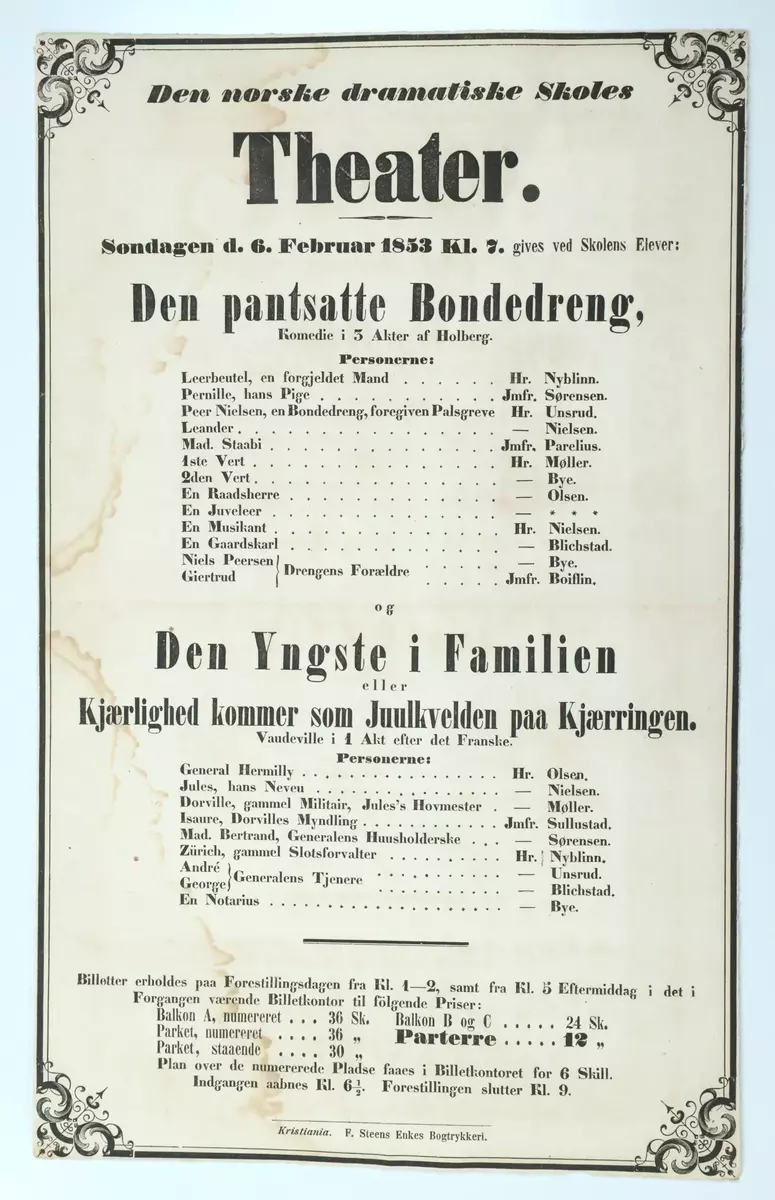 Den norske dramatiske Skoles
Theater.
Søndagen d. 6. Februar 1853 Kl. 7. gives ved Skolens Elever:
Den pantsatte Bondedreng,
Komedie i 3 Akter af Holberg.
Personerne:
Leerbeutel, en forgjeldet Mand . . . . . . Hr. Nyblinn.
Pernille, hans Pige . . . . . . . . . . . Jmfr. Sørensen.
Peer Nielsen, en Bondedreng, foregiven Palsgreve Hr. Unsrud.
Leander . . . . . . . . . . . . . . . . — Nielsen.
Mad. Staabi . . . . . . . . . . . . . . Jmfr. Parelius.
1ste Vert . . . . . . . . . . . . . . . Hr. Møller.
2den Vert . . . . . . . . . . . . . . . — Bye.
En Raadsherre . . . . . . . . . . . . . — Olsen.
En Juveleer . . . . . . . . . . . . . . — * * *
En Musikant . . . . . . . . . . . . . . Hr. Nielsen.
En Gaardskarl . . . . . . . . . . . . . — Blichstad.
Niels Peersen } Drengens Forældre . . . . . — Bye.
Giertrud . . . . . Jmfr. Boiflin.
og
Den Yngste i Familien
eller
Kjærlighed kommer som Juulkvelden paa Kjærringen.
Vaudeville i 1 Akt efter det Franske.
Personerne:
General Hermilly . . . . . . . . . . . . . . . . Hr. Olsen.
Jules, hans Neveu . . . . . . . . . . . . . . . — Nielsen.
Dorville, gammel Militair, Jules's Hovmester . — Møller.
Isaure, Dorvilles Myndling . . . . . . . . . . . Jmfr. Sullustad.
Mad. Bertrand, Generalens Huusholderske . . . — Sørensen.
Zürich, gammel Slotsforvalter . . . . . . . . . Hr. Nyblinn.
André } Generalens Tjenere . . . . . . . . . — Unsrud.
George . . . . . . . . . — Blichstad.
En Notarius . . . . . . . . . . . . . . . . . . — Bye.
Billetter erholdes paa Forestillingsdagen fra Kl. 1—2, samt fra Kl. 5 Eftermiddag i det i
Forgangen værende Billetkontor til fölgende Priser:
Balkon A, numereret . . . 36 Sk. Balkon B og C . . . . . 24 Sk.
Parket, numereret . . . . 36 „ Parterre . . . . . 12 „
Parket, staaende . . . . 30 „
Plan over de numererede Pladse faaes i Billetkontoret for 6 Skill.
Indgangen aabnes Kl. 6½. Forestillingen slutter Kl. 9.
Kristiania. F. Steens Enkes Bogtrykkeri.